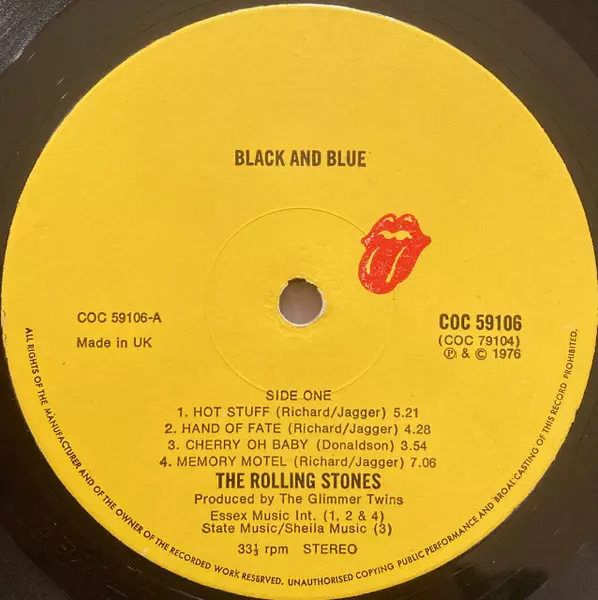 BLACK AND BLUE
COC 59106-A
Made in UK
COC 59106
(COC 79104)
Ⓟ & © 1976
SIDE ONE
1. HOT STUFF (Richard/Jagger) 5.21
2. HAND OF FATE (Richard/Jagger) 4.28
3. CHERRY OH BABY (Donaldson) 3.54
4. MEMORY MOTEL (Richard/Jagger) 7.06
THE ROLLING STONES
Produced by The Glimmer Twins
Essex Music Int. (1, 2 & 4)
State Music/Sheila Music (3)
33⅓ rpm STEREO
ALL RIGHTS OF THE MANUFACTURER AND OF THE OWNER OF THE RECORDED WORK RESERVED. UNAUTHORISED COPYING PUBLIC PERFORMANCE AND BROADCASTING OF THIS RECORD PROHIBITED.